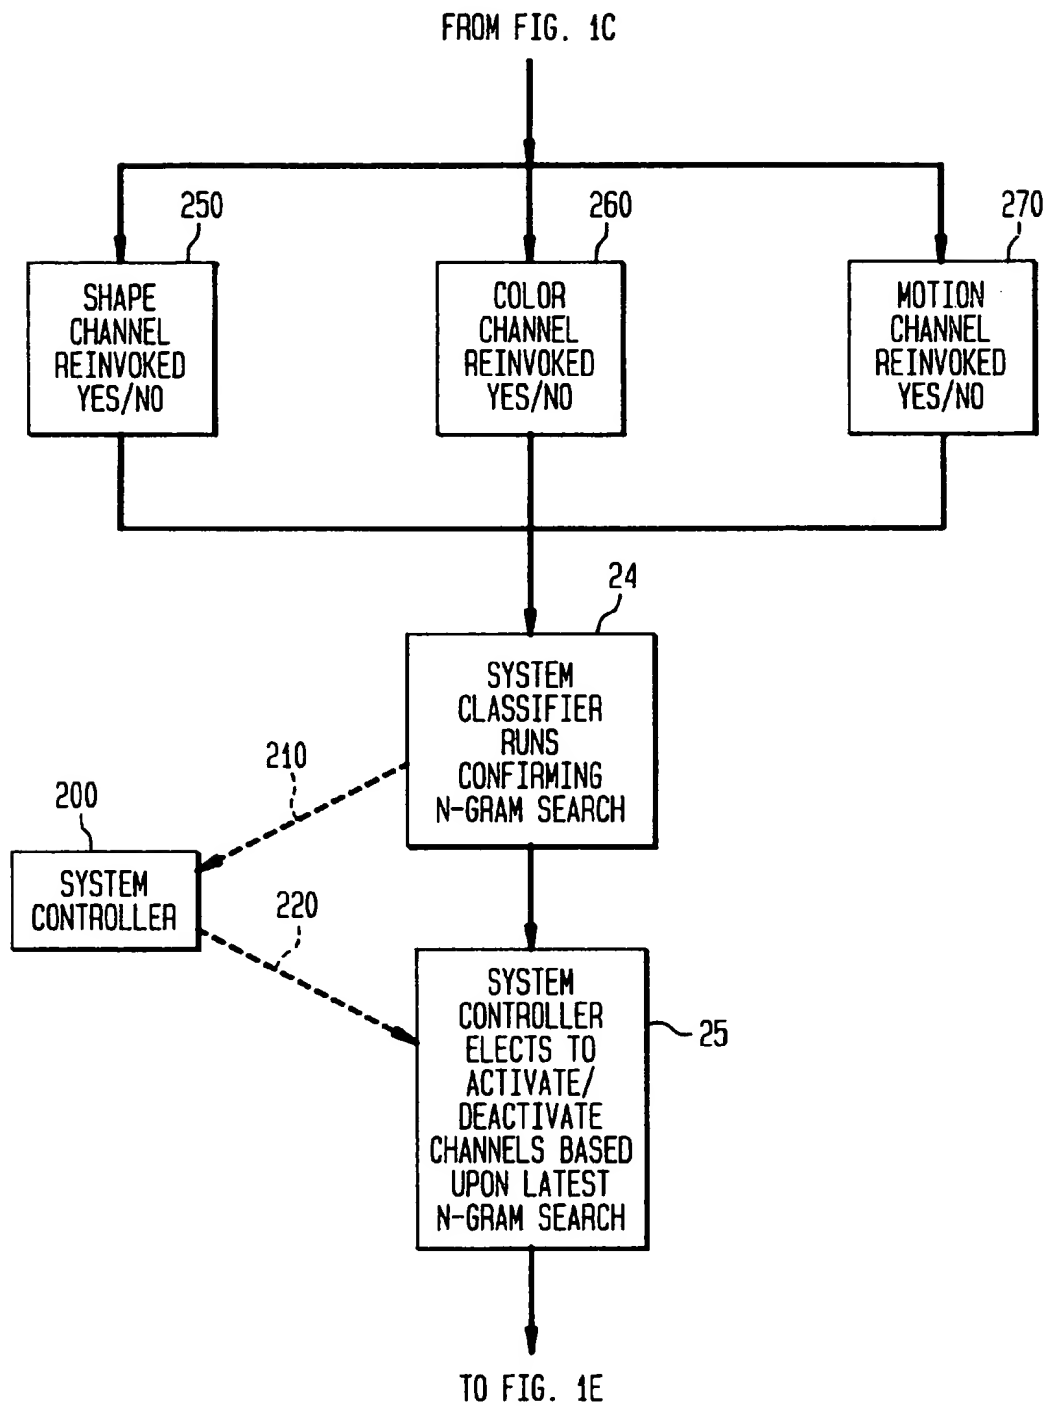 FROM FIG. 1C
250
260
270
SHAPE
CHANNEL
REINVOKED
YES/NO
COLOR
CHANNEL
REINVOKED
YES/NO
MOTION
CHANNEL
REINVOKED
YES/NO
24
SYSTEM
CLASSIFIER
RUNS
CONFIRMING
N-GRAM SEARCH
210
200
SYSTEM
CONTROLLER
220
SYSTEM
CONTROLLER
ELECTS TO
ACTIVATE/
DEACTIVATE
CHANNELS BASED
UPON LATEST
N-GRAM SEARCH
25
TO FIG. 1E